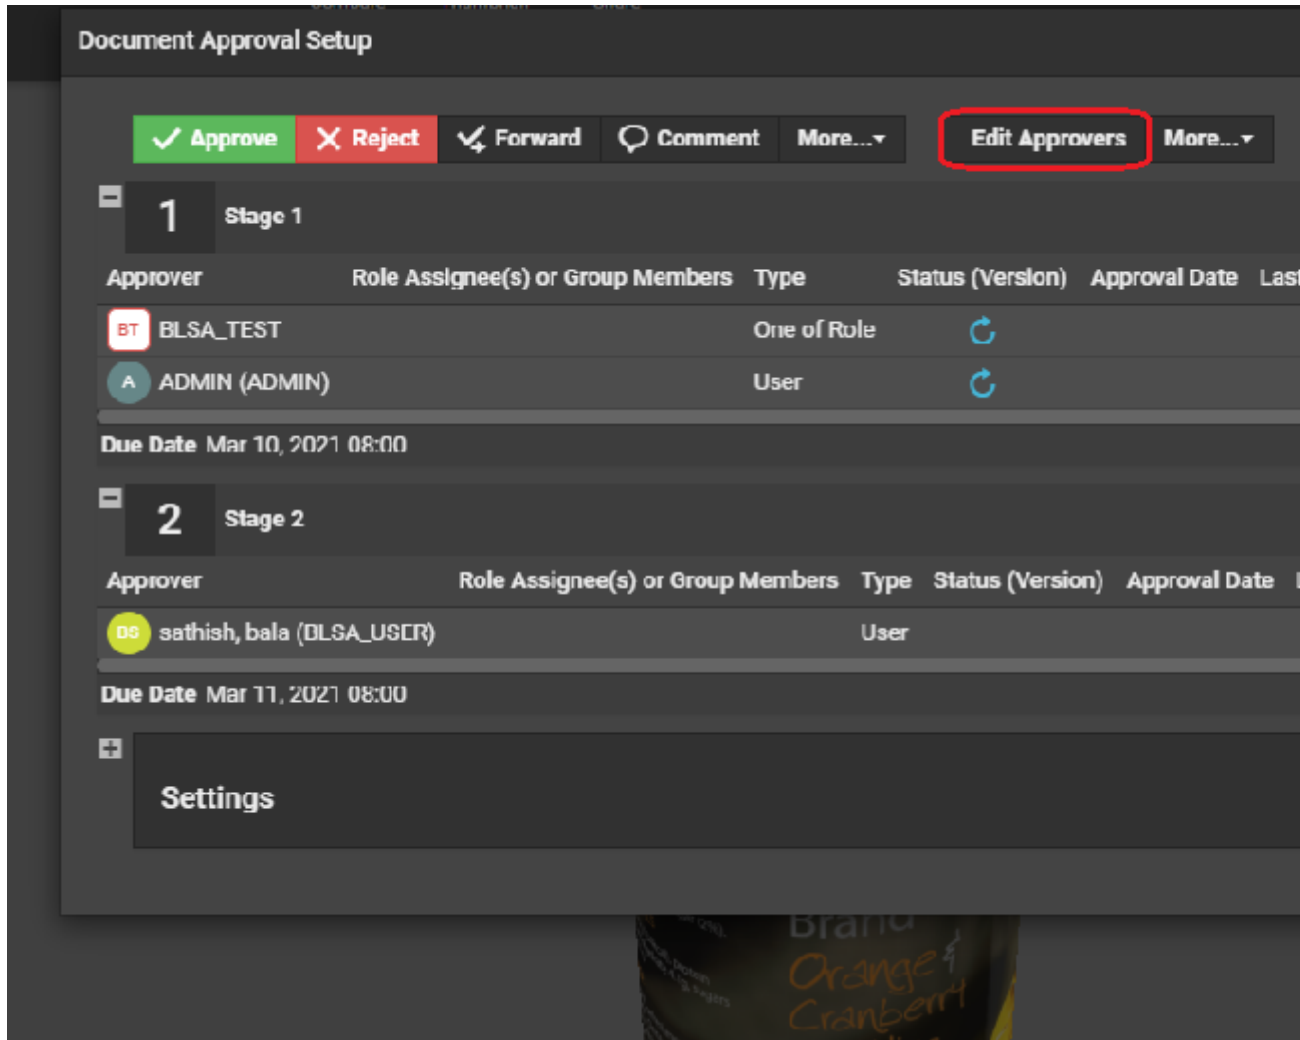 Share
Document Approval Setup
Approve Reject Forward Comment More... Edit Approvers More...
1 Stage 1
Approver Role Assignee(s) or Group Members Type Status (Version) Approval Date Last
BT BLSA_TEST One of Role
A ADMIN (ADMIN) User
Due Date Mar 10, 2021 08:00
2 Stage 2
Approver Role Assignee(s) or Group Members Type Status (Version) Approval Date
sathish, bala (BLSA_USER) User
Due Date Mar 11, 2021 08:00
Settings
Brand
Orange &
Cranberry